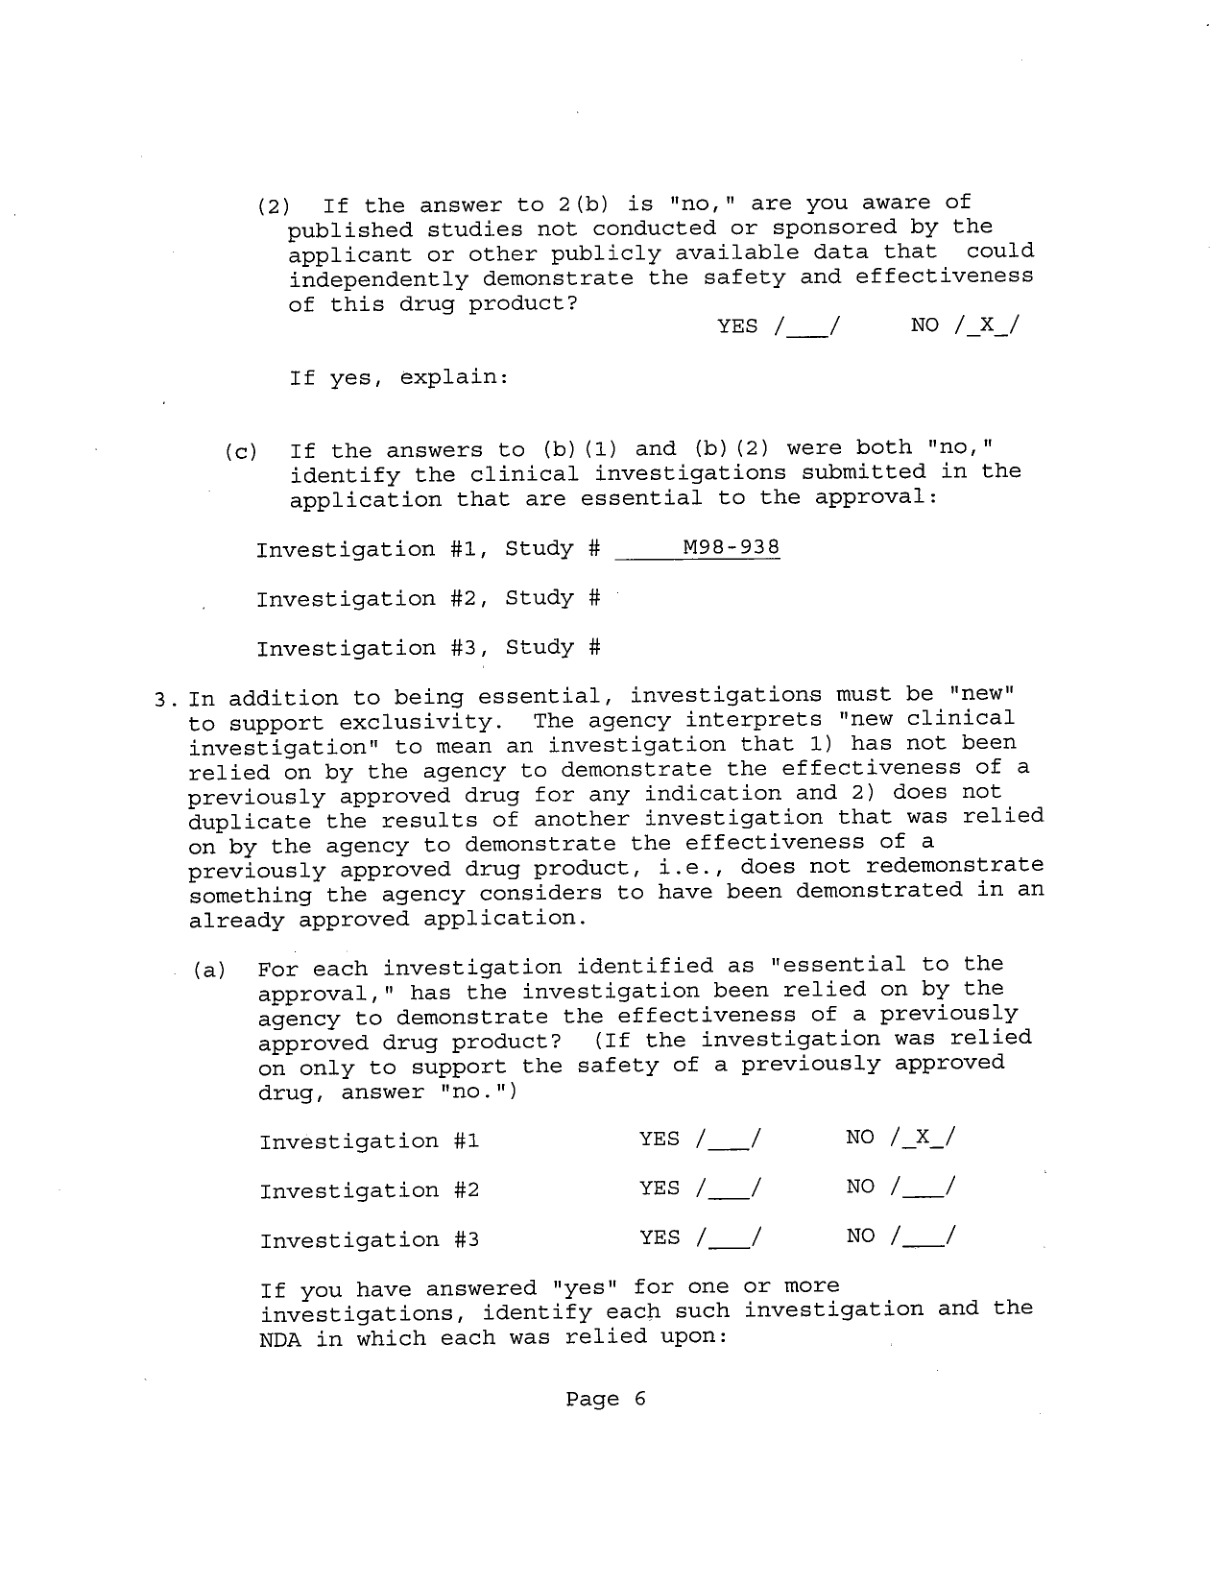 (2) If the answer to 2(b) is "no," are you aware of
published studies not conducted or sponsored by the
applicant or other publicly available data that could
independently demonstrate the safety and effectiveness
of this drug product?
YES /___/ NO /_X_/
If yes, explain:
(c) If the answers to (b)(1) and (b)(2) were both "no,"
identify the clinical investigations submitted in the
application that are essential to the approval:
Investigation #1, Study # _____M98-938
Investigation #2, Study #
Investigation #3, Study #
3. In addition to being essential, investigations must be "new"
to support exclusivity. The agency interprets "new clinical
investigation" to mean an investigation that 1) has not been
relied on by the agency to demonstrate the effectiveness of a
previously approved drug for any indication and 2) does not
duplicate the results of another investigation that was relied
on by the agency to demonstrate the effectiveness of a
previously approved drug product, i.e., does not redemonstrate
something the agency considers to have been demonstrated in an
already approved application.
(a) For each investigation identified as "essential to the
approval," has the investigation been relied on by the
agency to demonstrate the effectiveness of a previously
approved drug product? (If the investigation was relied
on only to support the safety of a previously approved
drug, answer "no.")
Investigation #1 YES /___/ NO /_X_/
Investigation #2 YES /___/ NO /___/
Investigation #3 YES /___/ NO /___/
If you have answered "yes" for one or more
investigations, identify each such investigation and the
NDA in which each was relied upon:
Page 6